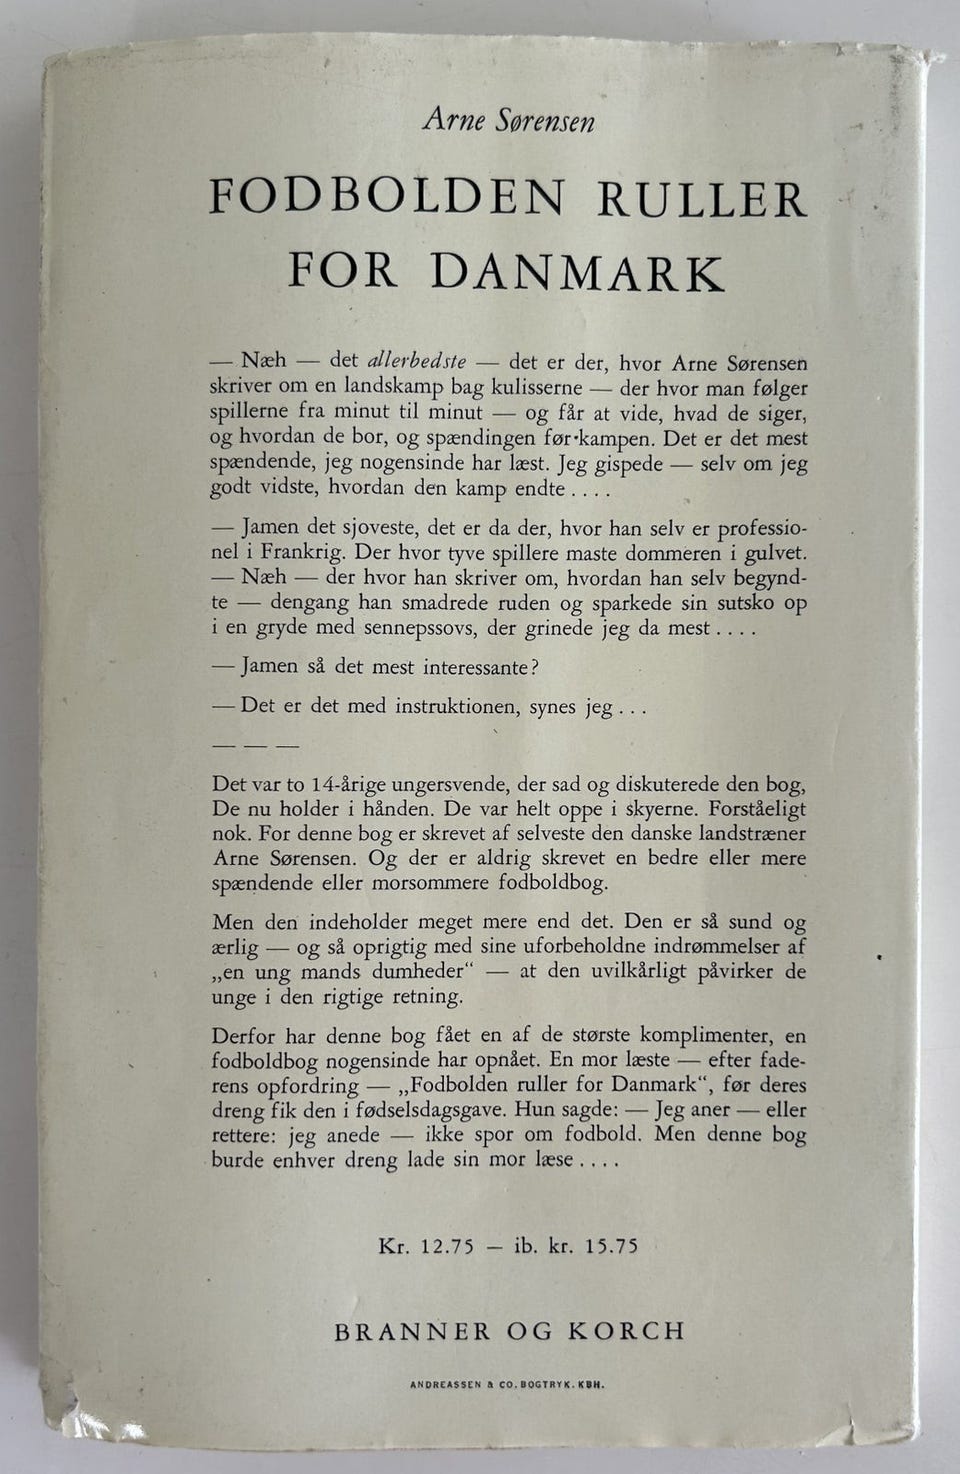 Arne Sørensen
FODBOLDEN RULLER
FOR DANMARK
— Næh — det allerbedste — det er der, hvor Arne Sørensen
skriver om en landskamp bag kulisserne — der hvor man følger
spillerne fra minut til minut — og får at vide, hvad de siger,
og hvordan de bor, og spændingen før kampen. Det er det mest
spændende, jeg nogensinde har læst. Jeg gispede — selv om jeg
godt vidste, hvordan den kamp endte . . . .
— Jamen det sjoveste, det er da der, hvor han selv er professio-
nel i Frankrig. Der hvor tyve spillere maste dommeren i gulvet.
— Næh — der hvor han skriver om, hvordan han selv begynd-
te — dengang han smadrede ruden og sparkede sin sutsko op
i en gryde med sennepssovs, der grinede jeg da mest . . . .
— Jamen så det mest interessante?
— Det er det med instruktionen, synes jeg . . .
— — —
Det var to 14-årige ungersvende, der sad og diskuterede den bog,
De nu holder i hånden. De var helt oppe i skyerne. Forståeligt
nok. For denne bog er skrevet af selveste den danske landstræner
Arne Sørensen. Og der er aldrig skrevet en bedre eller mere
spændende eller morsommere fodboldbog.
Men den indeholder meget mere end det. Den er så sund og
ærlig — og så oprigtig med sine uforbeholdne indrømmelser af
„en ung mands dumheder“ — at den uvilkårligt påvirker de
unge i den rigtige retning.
Derfor har denne bog fået en af de største komplimenter, en
fodboldbog nogensinde har opnået. En mor læste — efter fade-
rens opfordring — „Fodbolden ruller for Danmark“, før deres
dreng fik den i fødselsdagsgave. Hun sagde: — Jeg aner — eller
rettere: jeg anede — ikke spor om fodbold. Men denne bog
burde enhver dreng lade sin mor læse . . . .
Kr. 12.75 — ib. kr. 15.75
BRANNER OG KORCH
ANDREASSEN & CO. BOGTRYK. KBH.